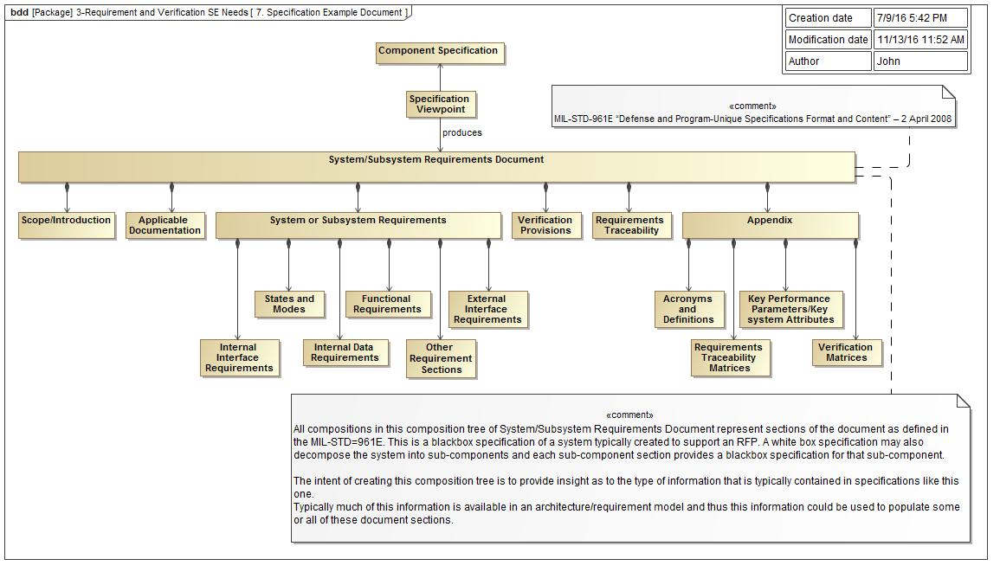 bdd [Package] 3-Requirement and Verification SE Needs [ 7. Specification Example Document ]
Creation date 7/9/16 5:42 PM
Modification date 11/13/16 11:52 AM
Author John
Component Specification
Specification
Viewpoint
«comment»
MIL-STD-961E “Defense and Program-Unique Specifications Format and Content” – 2 April 2008
produces
System/Subsystem Requirements Document
Scope/Introduction
Applicable
Documentation
System or Subsystem Requirements
Verification
Provisions
Requirements
Traceability
Appendix
States and
Modes
Functional
Requirements
External
Interface
Requirements
Acronyms
and
Definitions
Key Performance
Parameters/Key
system Attributes
Internal
Interface
Requirements
Internal Data
Requirements
Other
Requirement
Sections
Requirements
Traceability
Matrices
Verification
Matrices
«comment»
All compositions in this composition tree of System/Subsystem Requirements Document represent sections of the document as defined in
the MIL-STD=961E. This is a blackbox specification of a system typically created to support an RFP. A white box specification may also
decompose the system into sub-components and each sub-component section provides a blackbox specification for that sub-component.
The intent of creating this composition tree is to provide insight as to the type of information that is typically contained in specifications like this
one.
Typically much of this information is available in an architecture/requirement model and thus this information could be used to populate some
or all of these document sections.